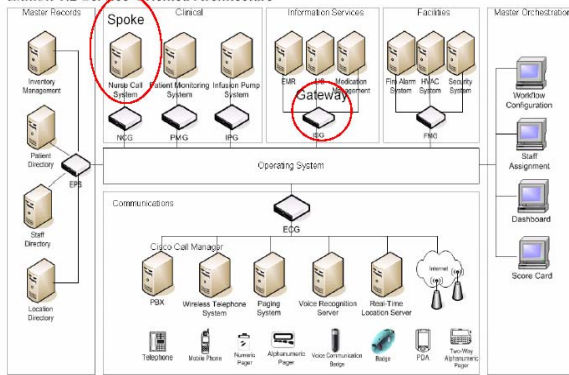 Master Records
Clinical
Information Services
Facilities
Master Orchestration
Spoke
Inventory
Management
Nurse Call
System
Patient Monitoring
System
Infusion Pump
System
EMR
Medication
Management
Fire Alarm
System
HVAC
System
Security
System
Gateway
Workflow
Configuration
NCG
PMG
IPG
FMG
Patient
Directory
EPS
Operating System
Staff
Assignment
Communications
ECG
Dashboard
Staff
Directory
Cisco Call Manager
Internet
Score Card
PBX
Wireless Telephone
System
Paging
System
Voice Recognition
Server
Real-Time
Location Server
Location
Directory
Telephone
Mobile Phone
Numeric
Pager
Alphanumeric
Pager
Voice Communication
Badge
Badge
PDA
Two-Way
Alphanumeric
Pager